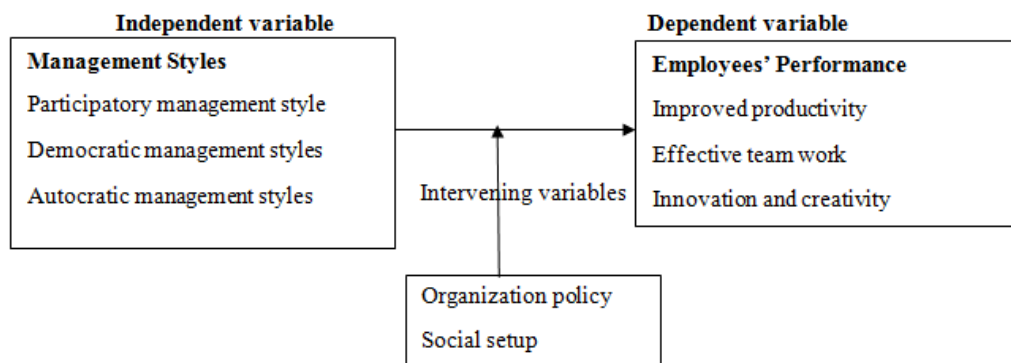 Independent variable
Management Styles
Participatory management style
Democratic management styles
Autocratic management styles
Dependent variable
Employees' Performance
Improved productivity
Effective team work
Innovation and creativity
Intervening variables
Organization policy
Social setup